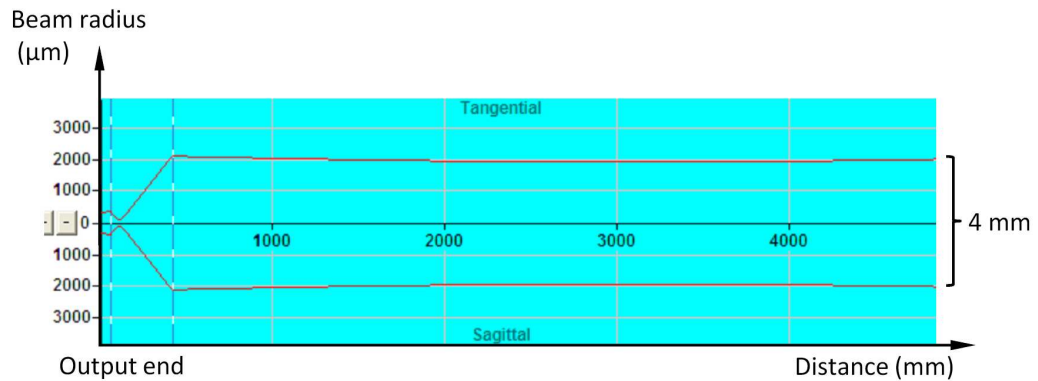 Beam radius
(μm)
Tangential
3000
2000
1000
0
1000 2000 3000 4000
1000
2000
3000
4 mm
Sagittal
Output end
Distance (mm)